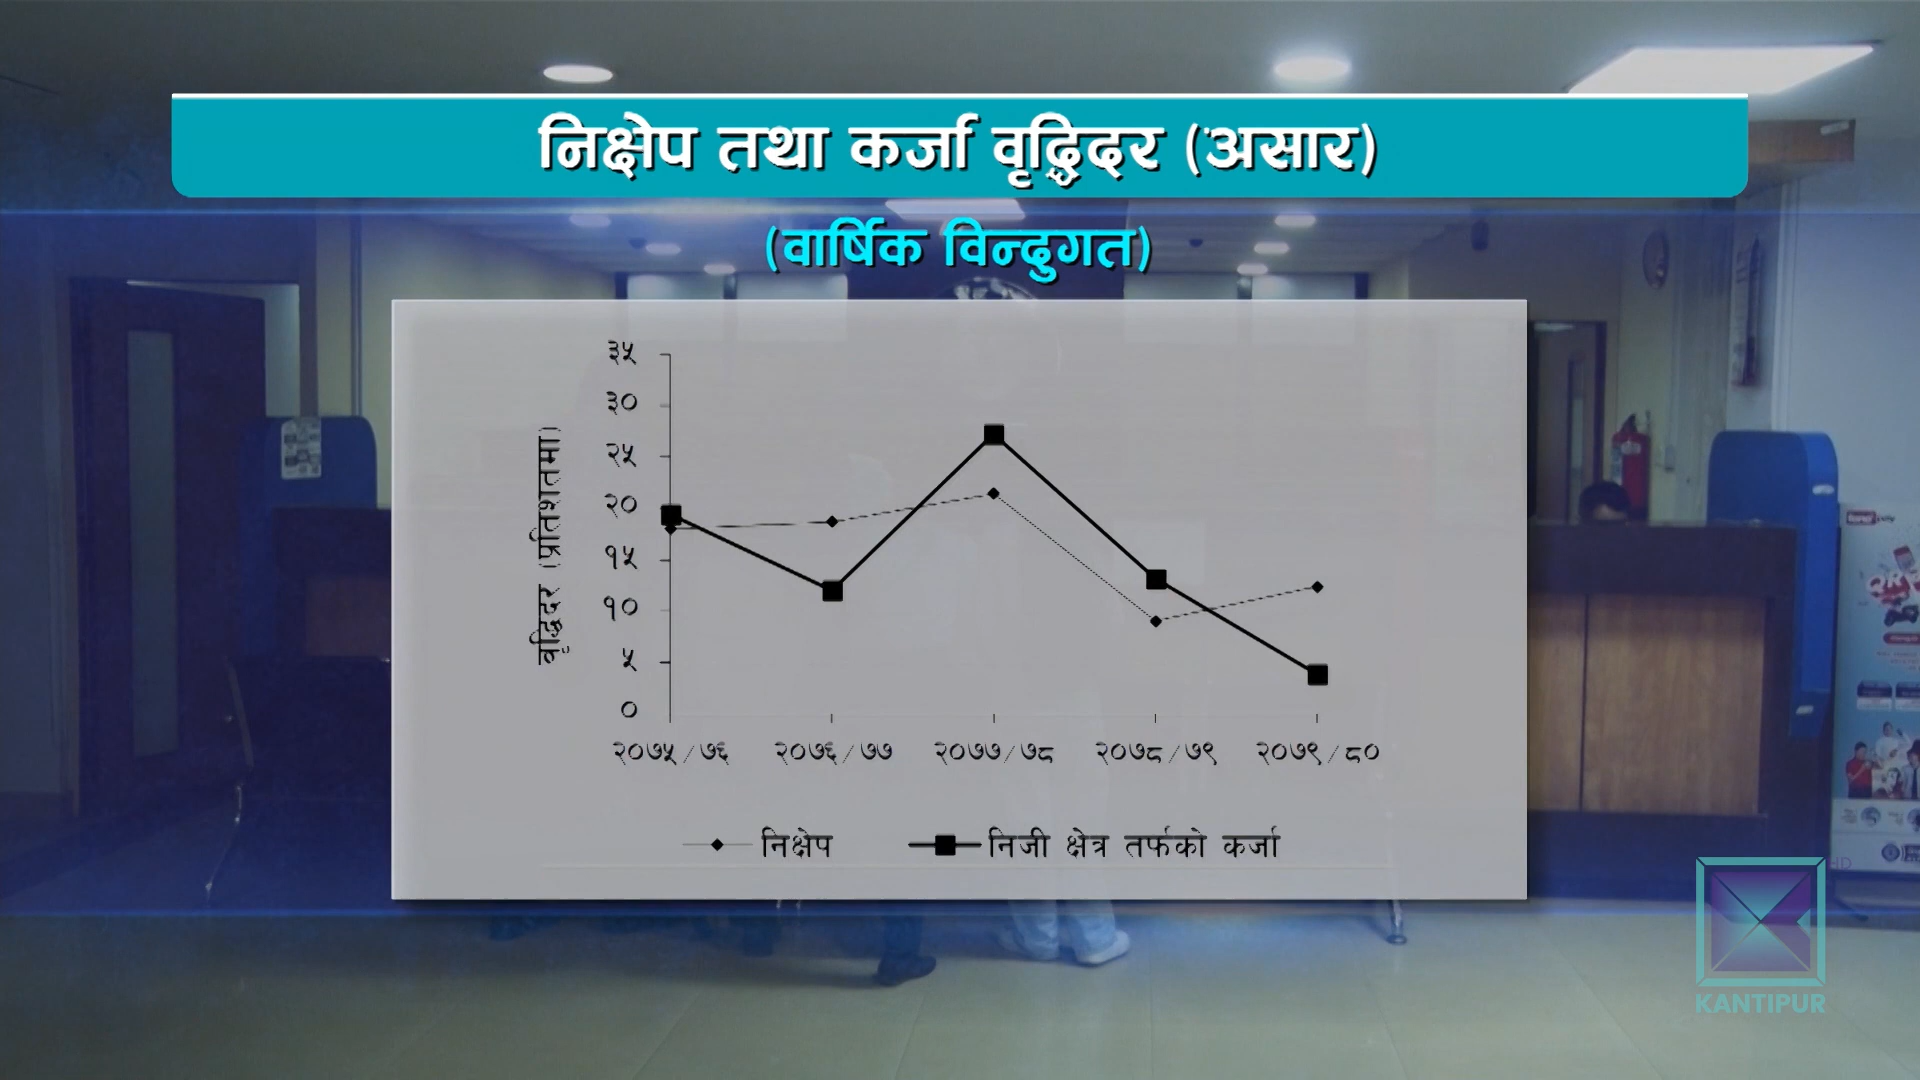 निक्षेप तथा कर्जा वृद्धिदर (असार)
(वार्षिक विन्दुगत)
वृद्धिदर (प्रतिशतमा)
३५
३०
२५
२०
१५
१०
५
०
२०७५/७६ २०७६/७७ २०७७/७८ २०७८/७९ २०७९/८०
निक्षेप निजी क्षेत्र तर्फको कर्जा
HD
KANTIPUR